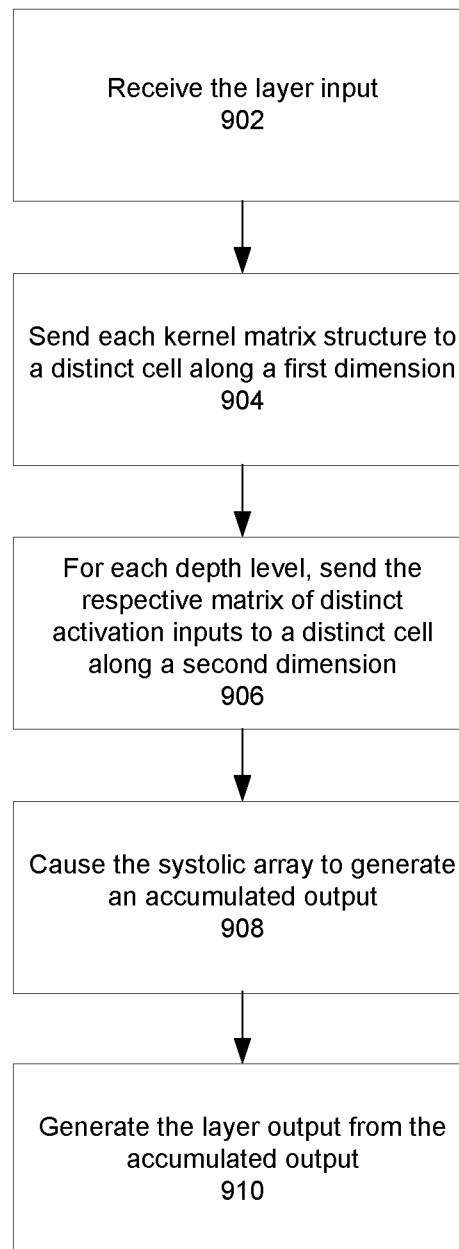 Receive the layer input
902
Send each kernel matrix structure to
a distinct cell along a first dimension
904
For each depth level, send the
respective matrix of distinct
activation inputs to a distinct cell
along a second dimension
906
Cause the systolic array to generate
an accumulated output
908
Generate the layer output from the
accumulated output
910